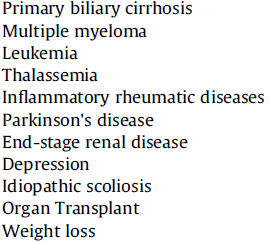 Primary biliary cirrhosis
Multiple myeloma
Leukemia
Thalassemia
Inflammatory rheumatic diseases
Parkinson's disease
End-stage renal disease
Depression
Idiopathic scoliosis
Organ Transplant
Weight loss